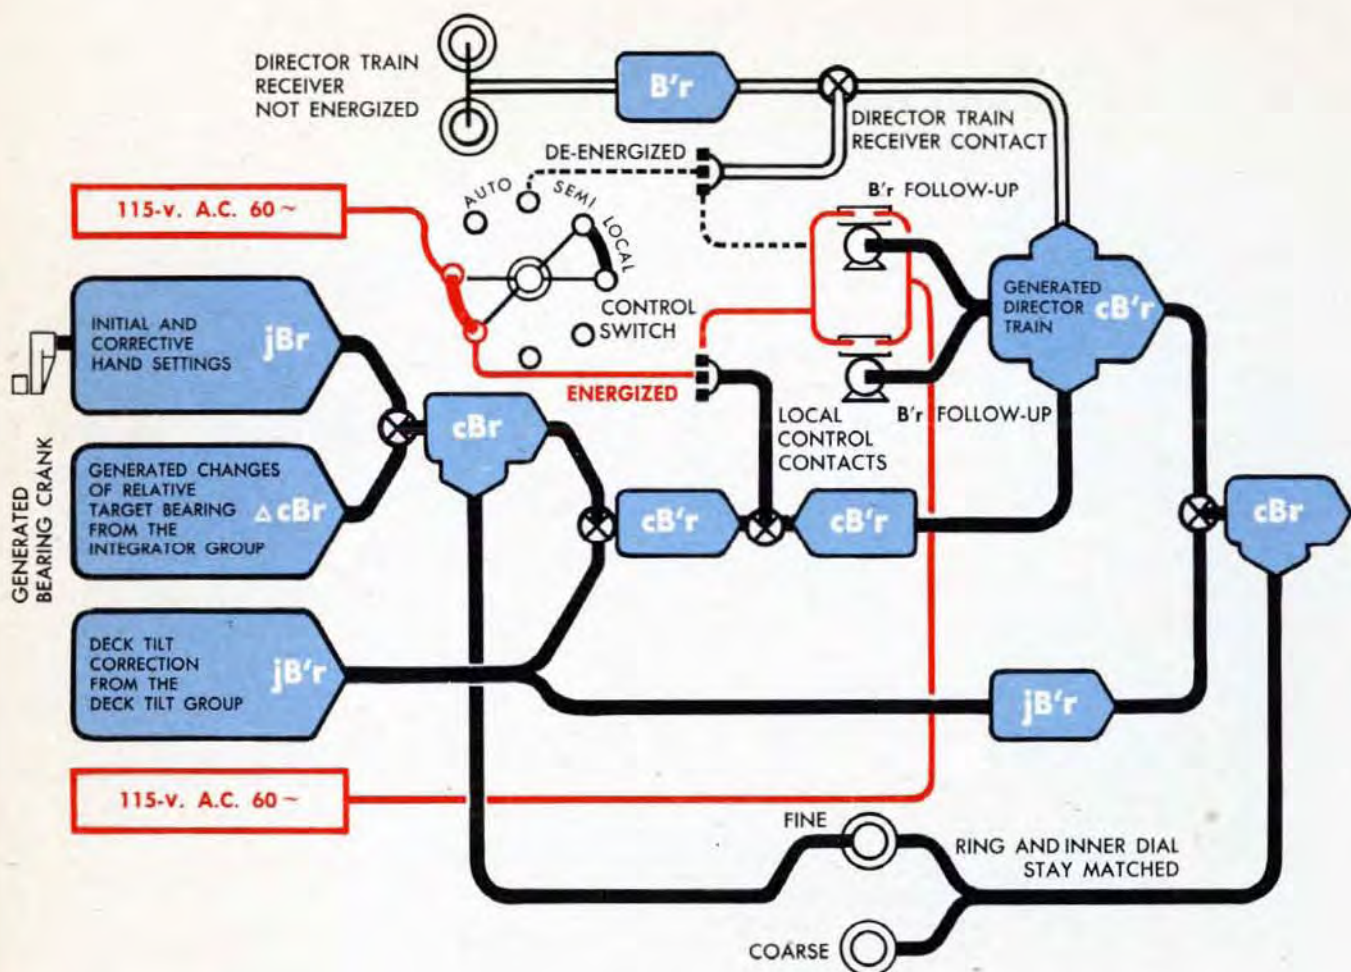 DIRECTOR TRAIN
RECEIVER
NOT ENERGIZED
B'r
DIRECTOR TRAIN
RECEIVER CONTACT
DE-ENERGIZED
AUTO
SEMI
LOCAL
B'r FOLLOW-UP
115-v. A.C. 60 ~
CONTROL
SWITCH
INITIAL AND
CORRECTIVE
HAND SETTINGS
jBr
GENERATED
DIRECTOR
TRAIN
cB'r
ENERGIZED
B'r FOLLOW-UP
GENERATED
BEARING CRANK
cBr
LOCAL
CONTROL
CONTACTS
GENERATED CHANGES
OF RELATIVE
TARGET BEARING
FROM THE
INTEGRATOR GROUP
Δ cBr
cB'r
cB'r
cBr
DECK TILT
CORRECTION
FROM THE
DECK TILT GROUP
jB'r
jB'r
115-v. A.C. 60 ~
FINE
RING AND INNER DIAL
STAY MATCHED
COARSE